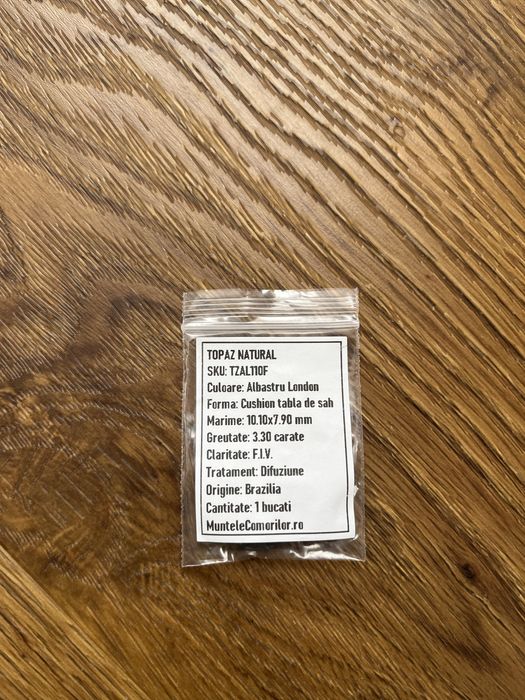 TOPAZ NATURAL
SKU: TZAL110F
Culoare: Albastru London
Forma: Cushion tabla de sah
Marime: 10.10x7.90 mm
Greutate: 3.30 carate
Claritate: F.I.V.
Tratament: Difuziune
Origine: Brazilia
Cantitate: 1 bucati
MunteleComorilor.ro